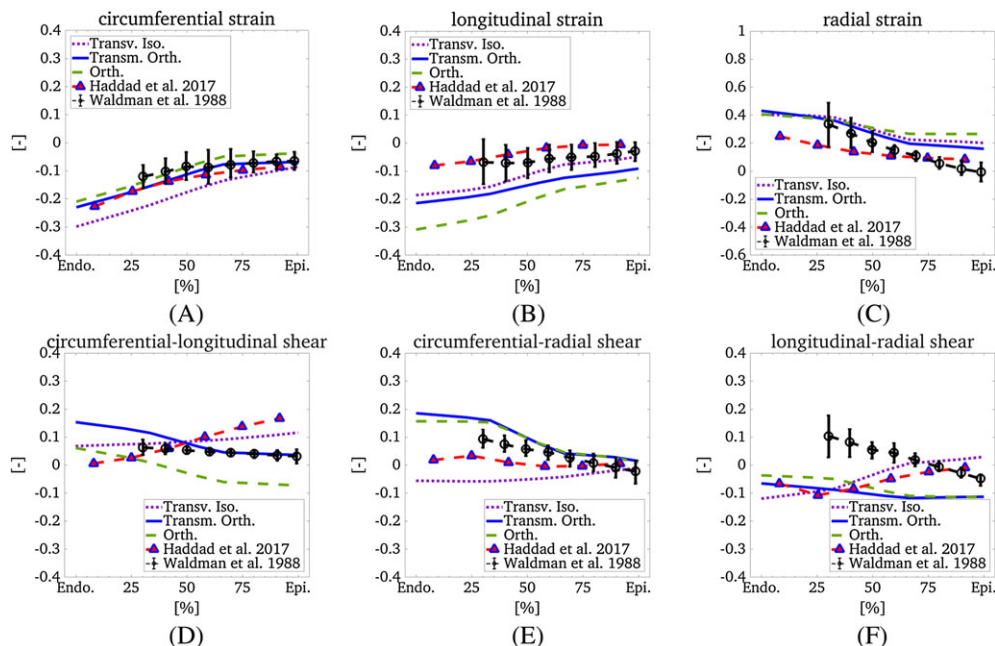 circumferential strain
0.4
0.3
0.2
0.1
0
-0.1
-0.2
-0.3
-0.4
[-]
Transv. Iso.
Transm. Orth.
Orth.
Haddad et al. 2017
Waldman et al. 1988
Endo. 25 50 75 Epi.
[%]
(A)
longitudinal strain
0.4
0.3
0.2
0.1
0
-0.1
-0.2
-0.3
-0.4
[-]
Transv. Iso.
Transm. Orth.
Orth.
Haddad et al. 2017
Waldman et al. 1988
Endo. 25 50 75 Epi.
[%]
(B)
radial strain
1
0.8
0.6
0.4
0.2
0
-0.2
-0.4
-0.6
[-]
Transv. Iso.
Transm. Orth.
Orth.
Haddad et al. 2017
Waldman et al. 1988
Endo. 25 50 75 Epi.
[%]
(C)
circumferential-longitudinal shear
0.4
0.3
0.2
0.1
0
-0.1
-0.2
-0.3
-0.4
[-]
Transv. Iso.
Transm. Orth.
Orth.
Haddad et al. 2017
Waldman et al. 1988
Endo. 25 50 75 Epi.
[%]
(D)
circumferential-radial shear
0.4
0.3
0.2
0.1
0
-0.1
-0.2
-0.3
-0.4
[-]
Transv. Iso.
Transm. Orth.
Orth.
Haddad et al. 2017
Waldman et al. 1988
Endo. 25 50 75 Epi.
[%]
(E)
longitudinal-radial shear
0.4
0.3
0.2
0.1
0
-0.1
-0.2
-0.3
-0.4
[-]
Transv. Iso.
Transm. Orth.
Orth.
Haddad et al. 2017
Waldman et al. 1988
Endo. 25 50 75 Epi.
[%]
(F)